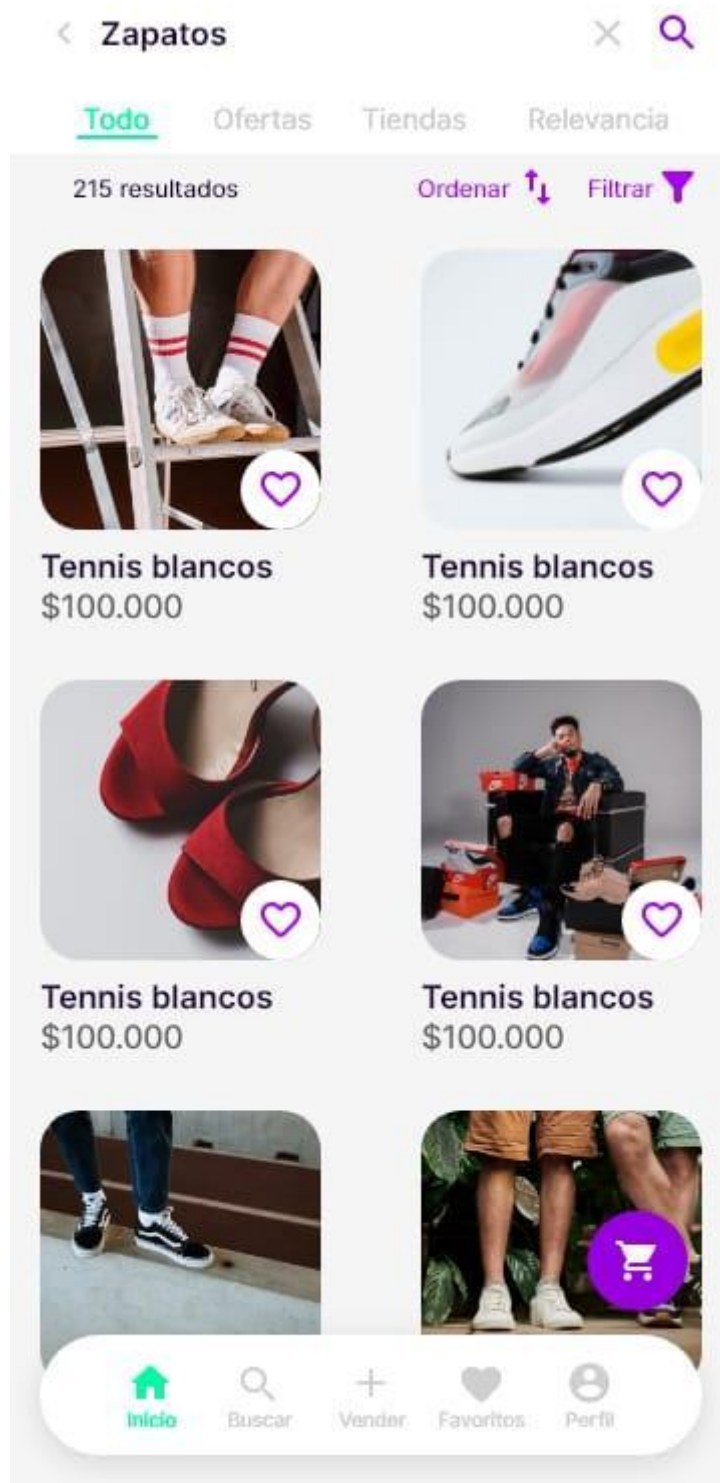 Zapatos
Todo Ofertas Tiendas Relevancia
215 resultados Ordenar Filtrar
Tennis blancos
$100.000
Tennis blancos
$100.000
Tennis blancos
$100.000
Tennis blancos
$100.000
Inicio Buscar Vender Favoritos Perfil